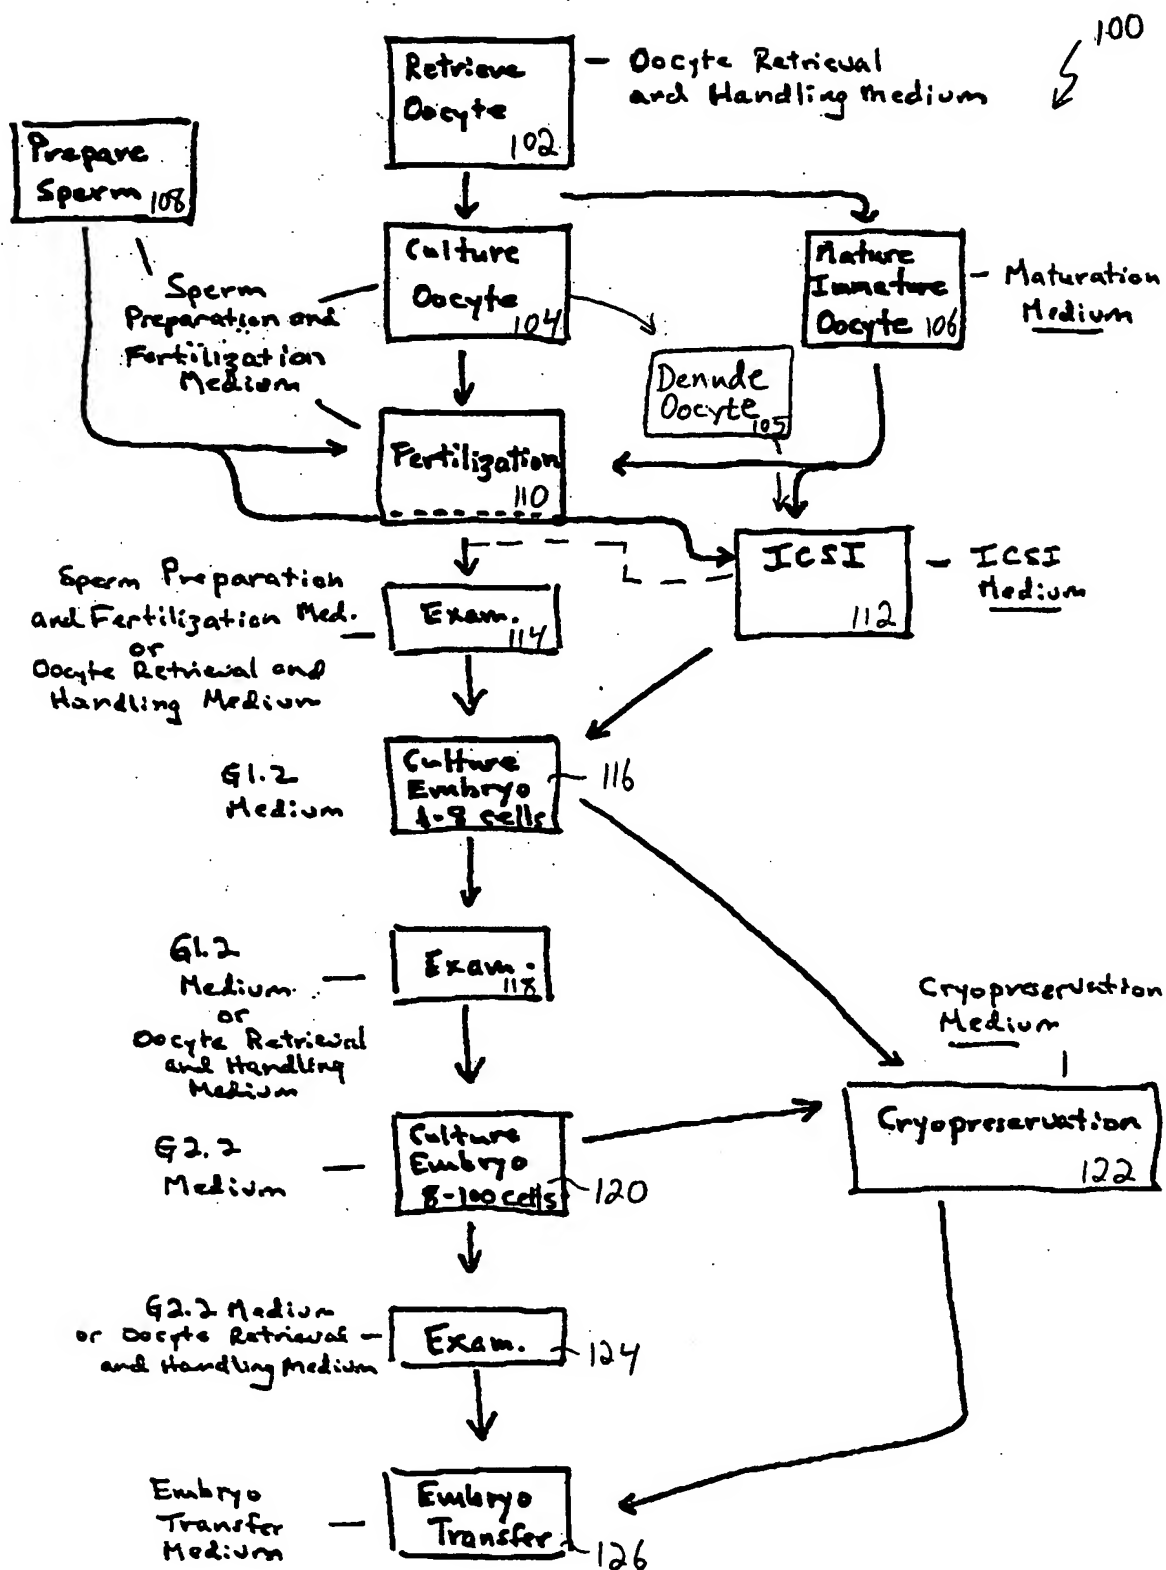 100
Retrieve
Oocyte
102
Oocyte Retrieval
and Handling Medium
Prepare
Sperm 108
Culture
Oocyte
104
Mature
Immature
Oocyte 106
Maturation
Medium
Sperm
Preparation and
Fertilization
Medium
Denude
Oocyte
105
Fertilization
110
ICSI
112
ICSI
Medium
Sperm Preparation
and Fertilization Med.
or
Oocyte Retrieval and
Handling Medium
Exam.
114
G1.2
Medium
Culture
Embryo
1-8 cells
116
G1.2
Medium
or
Oocyte Retrieval
and Handling
Medium
Exam.
118
Cryopreservation
Medium
Cryopreservation
122
G2.2
Medium
Culture
Embryo
8-100 cells
120
G2.2 Medium
or Oocyte Retrieval
and Handling Medium
Exam.
124
Embryo
Transfer
Medium
Embryo
Transfer
126